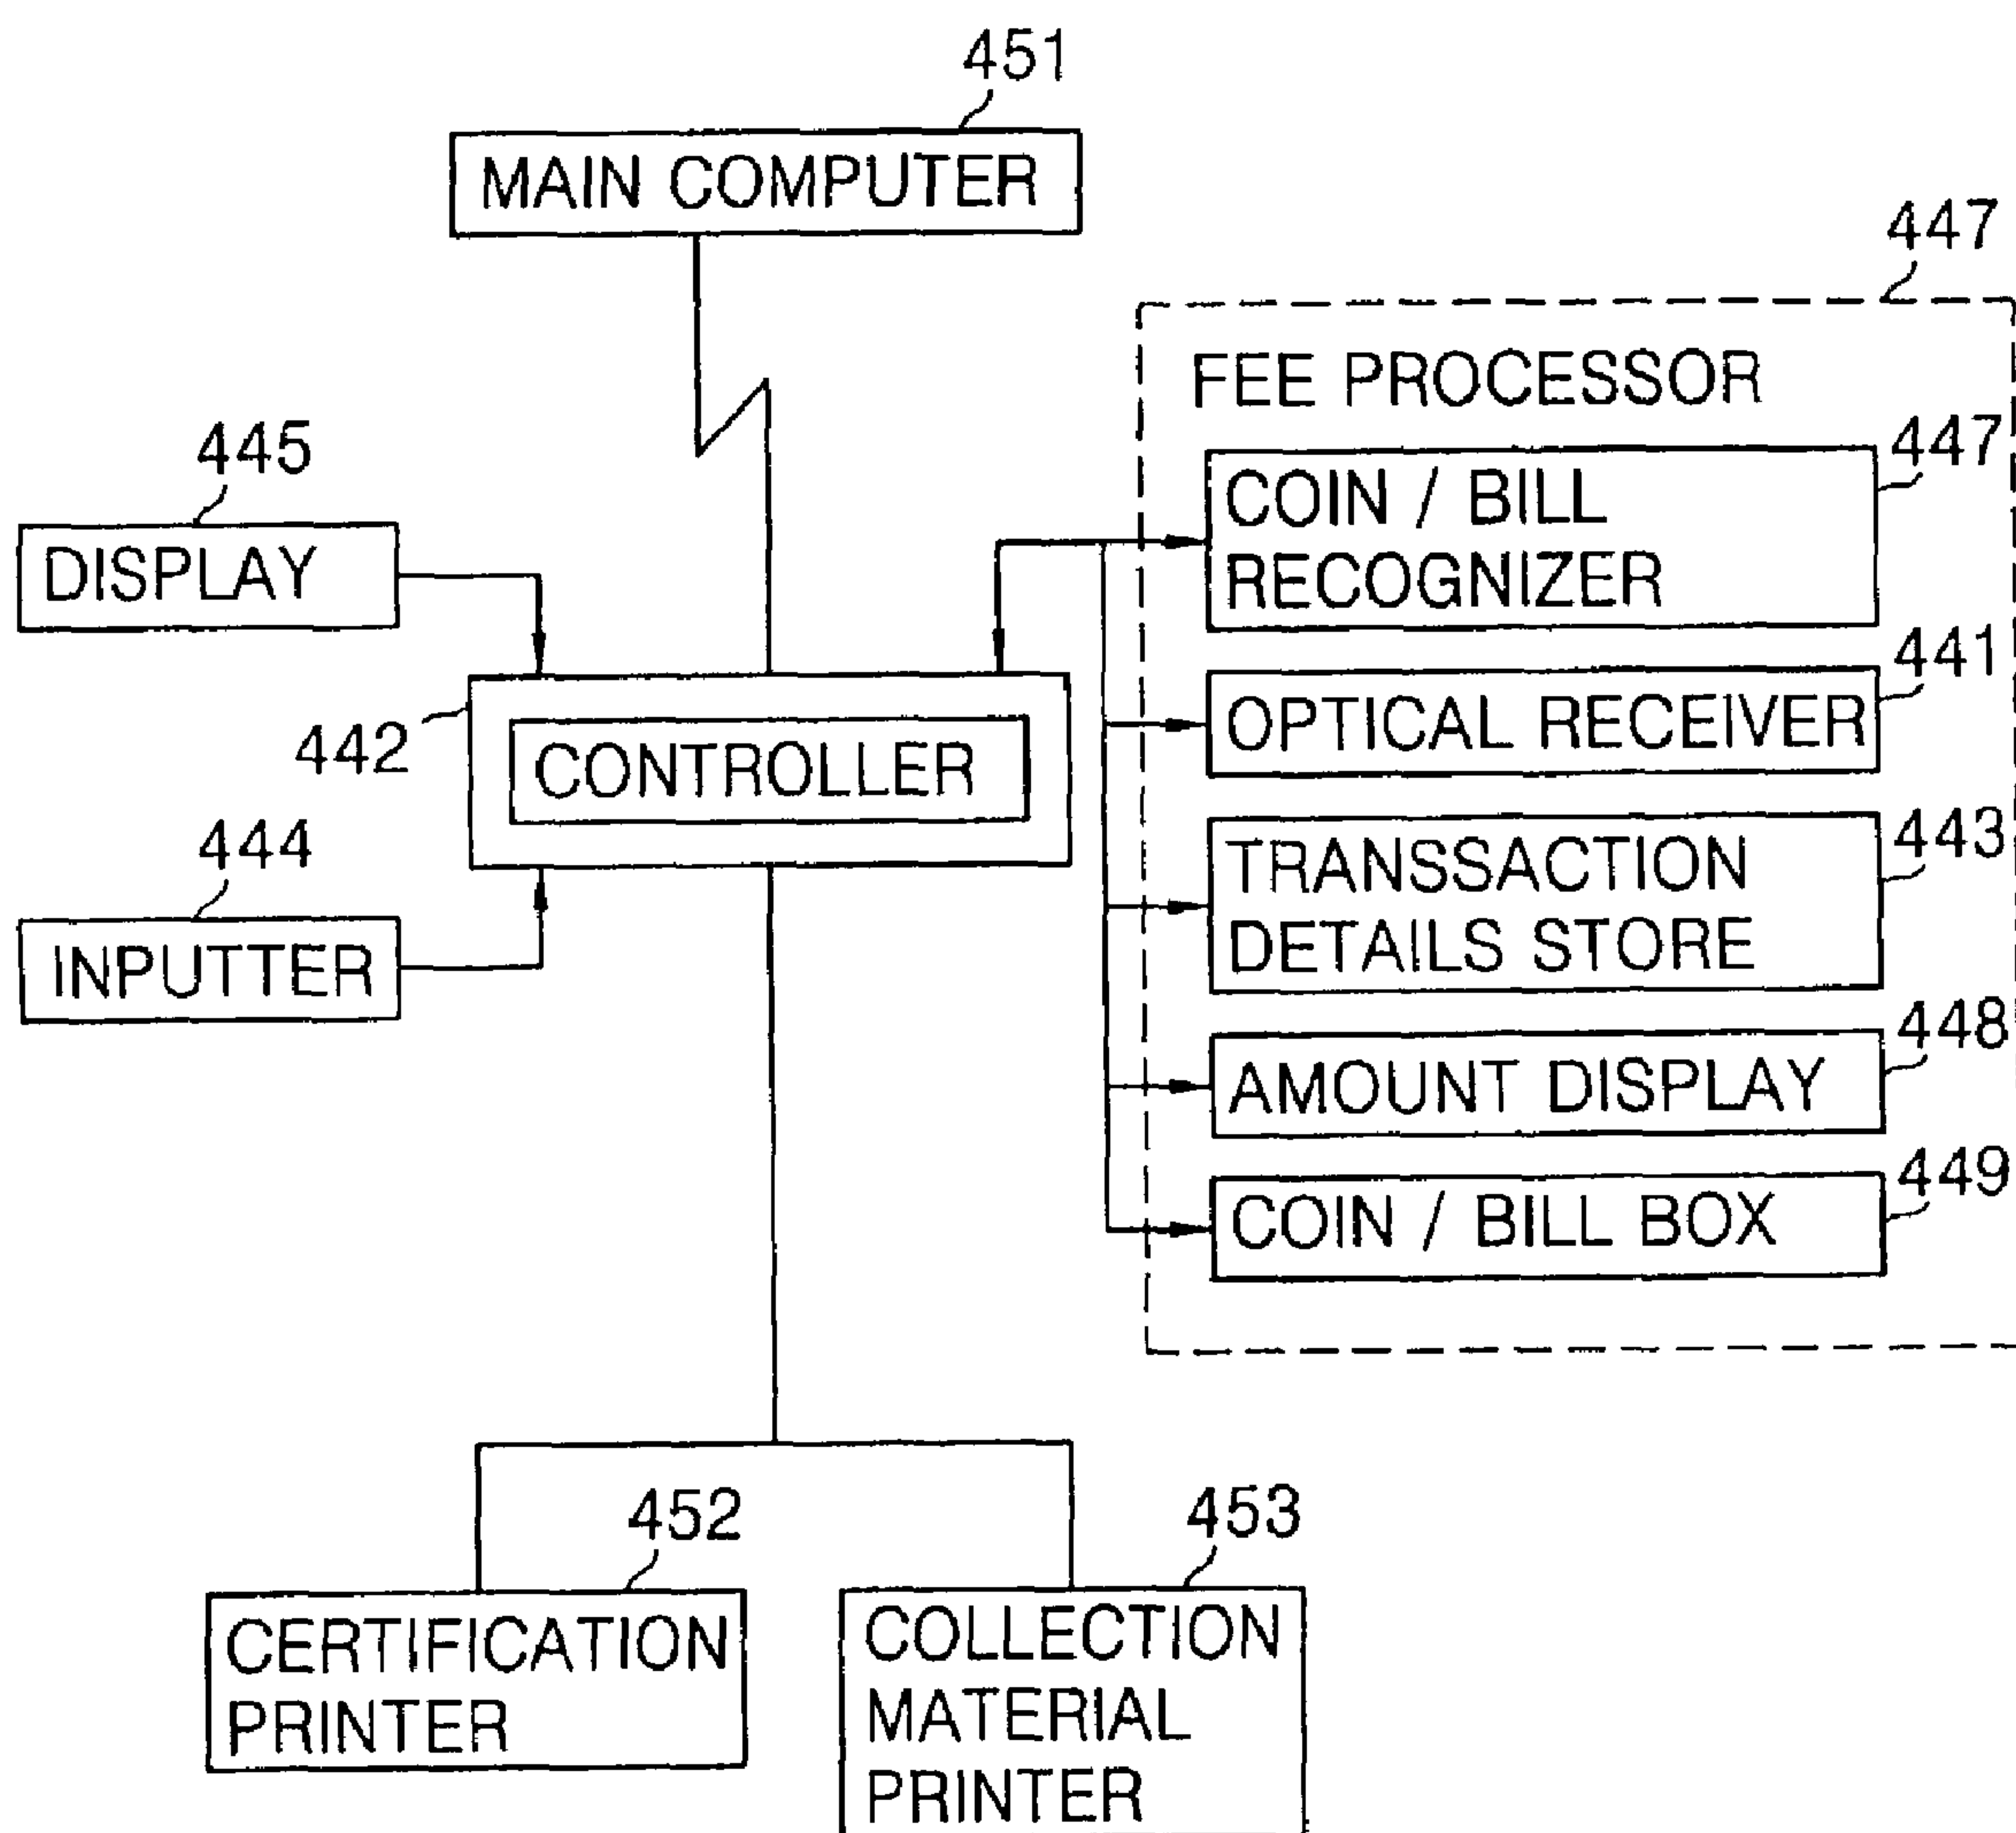 451
MAIN COMPUTER
447
FEE PROCESSOR
445
DISPLAY
447
COIN / BILL
RECOGNIZER
442
CONTROLLER
441
OPTICAL RECEIVER
444
INPUTTER
443
TRANSSACTION
DETAILS STORE
448
AMOUNT DISPLAY
449
COIN / BILL BOX
452
CERTIFICATION
PRINTER
453
COLLECTION
MATERIAL
PRINTER